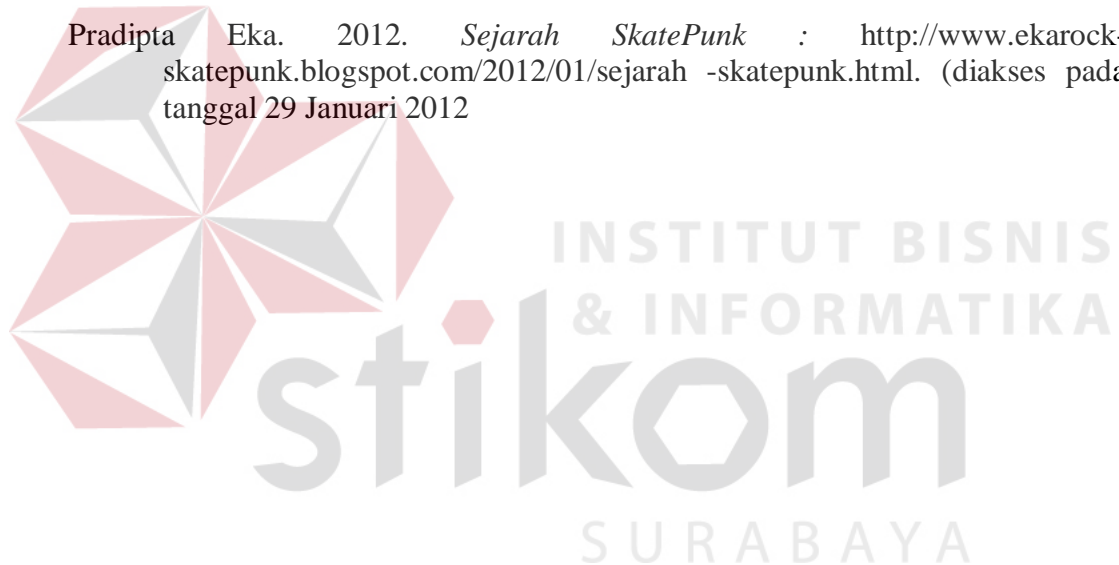 Pradipta Eka. 2012. Sejarah SkatePunk : http://www.ekarock-
skatepunk.blogspot.com/2012/01/sejarah -skatepunk.html. (diakses pada
tanggal 29 Januari 2012
INSTITUT BISNIS
& INFORMATIKA
stikom
SURABAYA